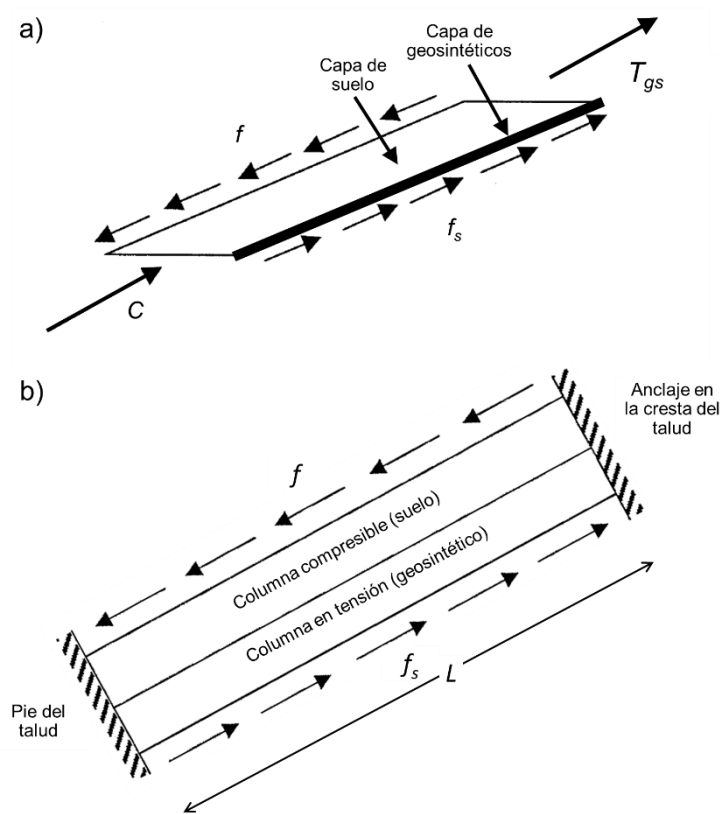 a)
Capa de
geosintéticos
Capa de
suelo
T_gs
f
f_s
C
b)
Anclaje en
la cresta del
talud
f
Columna compresible (suelo)
Columna en tensión (geosintético)
f_s
L
Pie del
talud